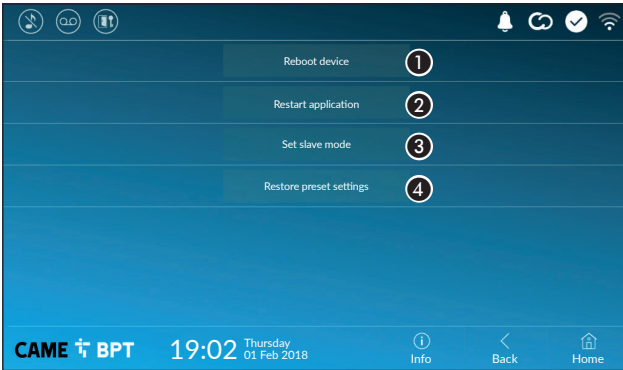 Reboot device 1
Restart application 2
Set slave mode 3
Restore preset settings 4
CAME BPT 19:02 Thursday
01 Feb 2018
Info Back Home